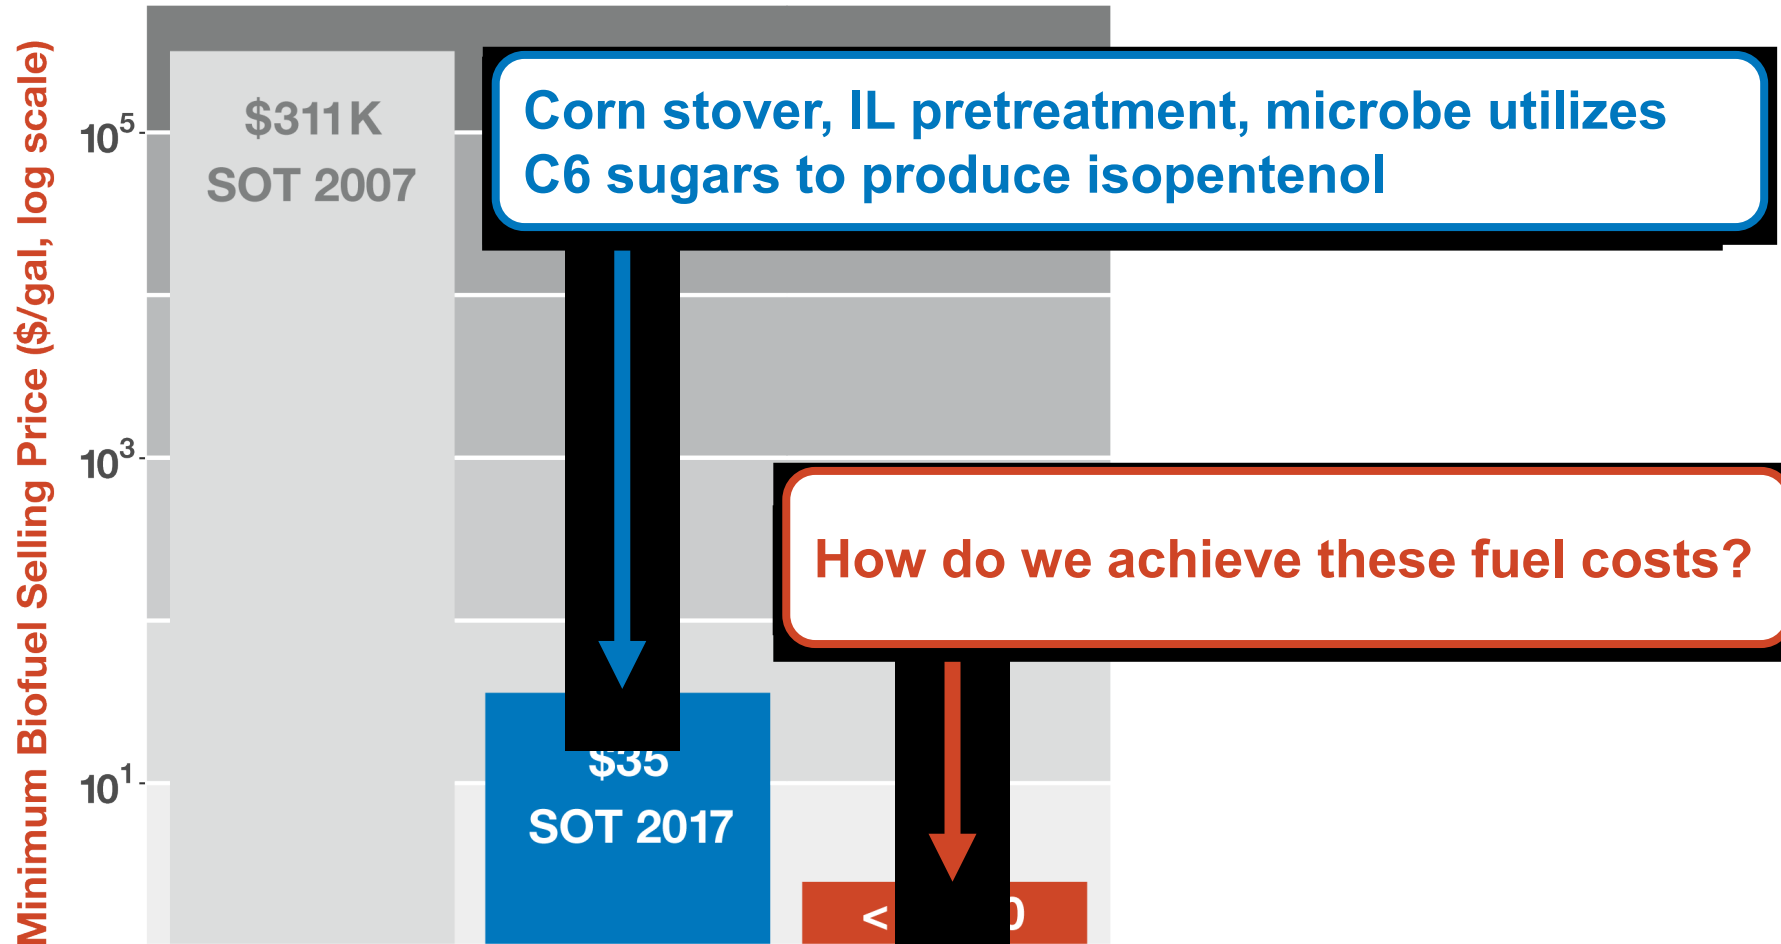 Minimum Biofuel Selling Price ($/gal, log scale)
10⁵
10³
10¹
$311K
SOT 2007
Corn stover, IL pretreatment, microbe utilizes
C6 sugars to produce isopentenol
How do we achieve these fuel costs?
$35
SOT 2017
<